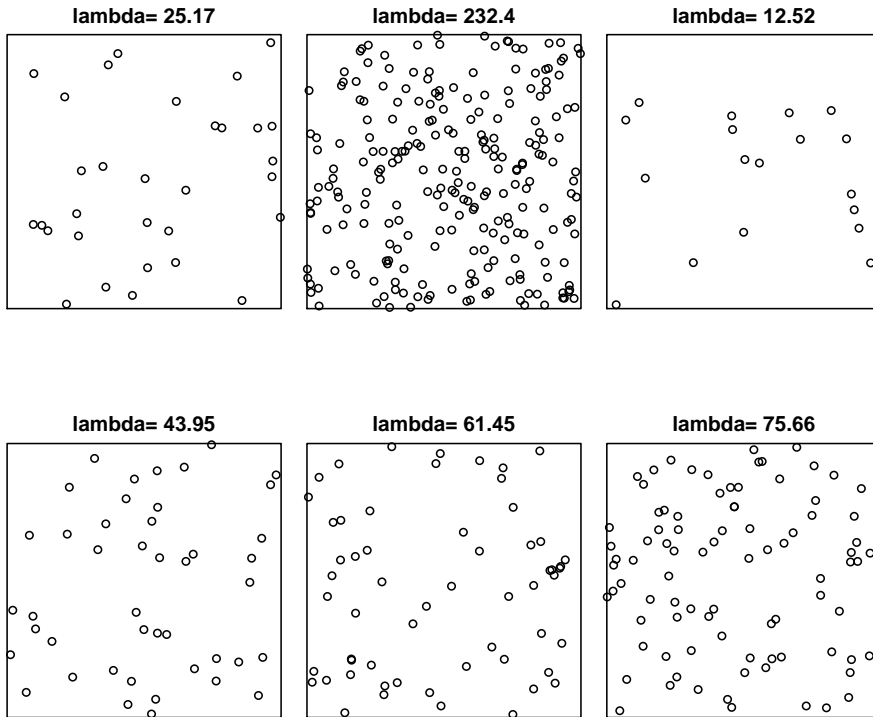 lambda= 25.17
lambda= 232.4
lambda= 12.52
lambda= 43.95
lambda= 61.45
lambda= 75.66